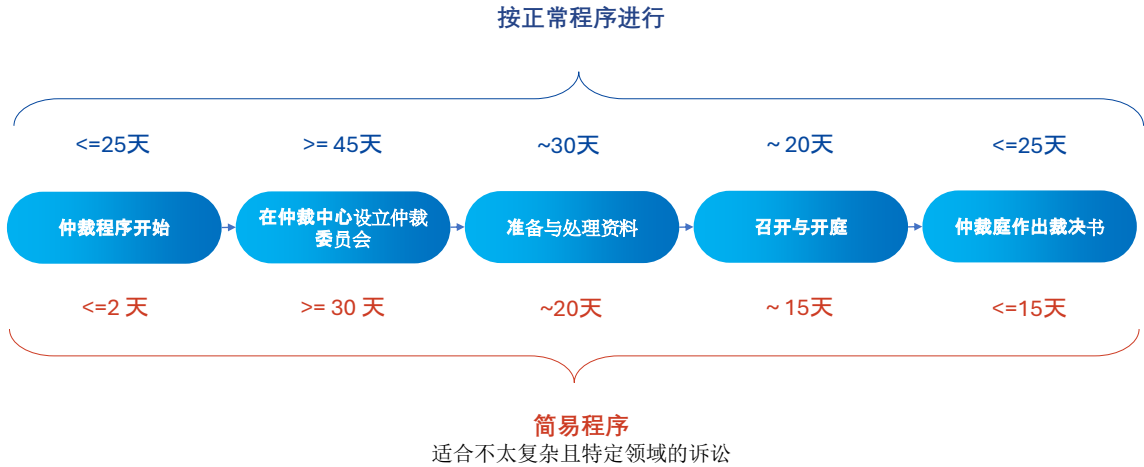 按正常程序进行
<=25天
>= 45天
~30天
~ 20天
<=25天
仲裁程序开始
在仲裁中心设立仲裁
委员会
准备与处理资料
召开与开庭
仲裁庭作出裁决书
<=2 天
>= 30 天
~20天
~ 15天
<=15天
简易程序
适合不太复杂且特定领域的诉讼